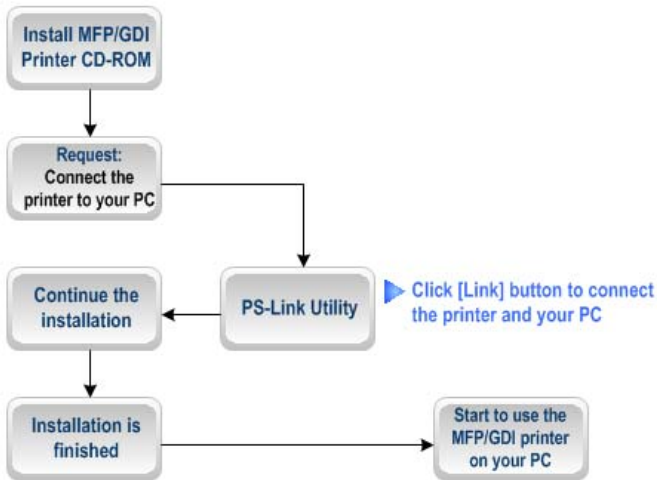 Install MFP/GDI
Printer CD-ROM
Request:
Connect the
printer to your PC
PS-Link Utility
Click [Link] button to connect
the printer and your PC
Continue the
installation
Installation is
finished
Start to use the
MFP/GDI printer
on your PC